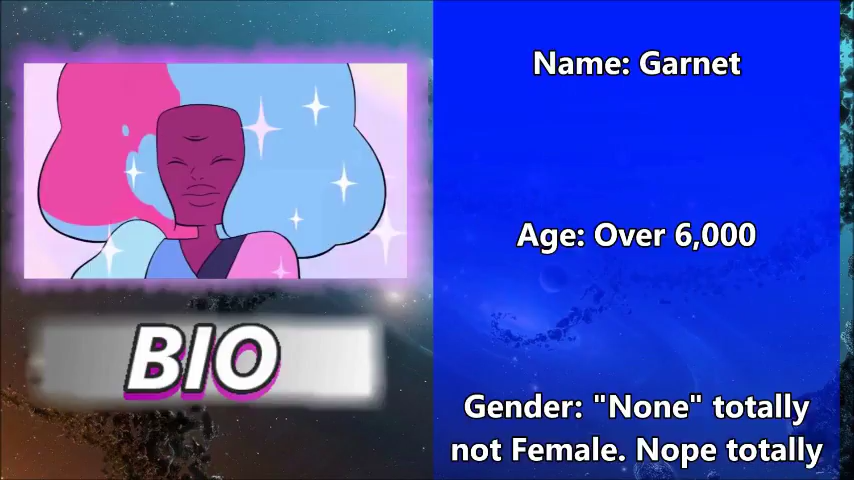 BIO
Name: Garnet
Age: Over 6,000
Gender: "None" totally
not Female. Nope totally